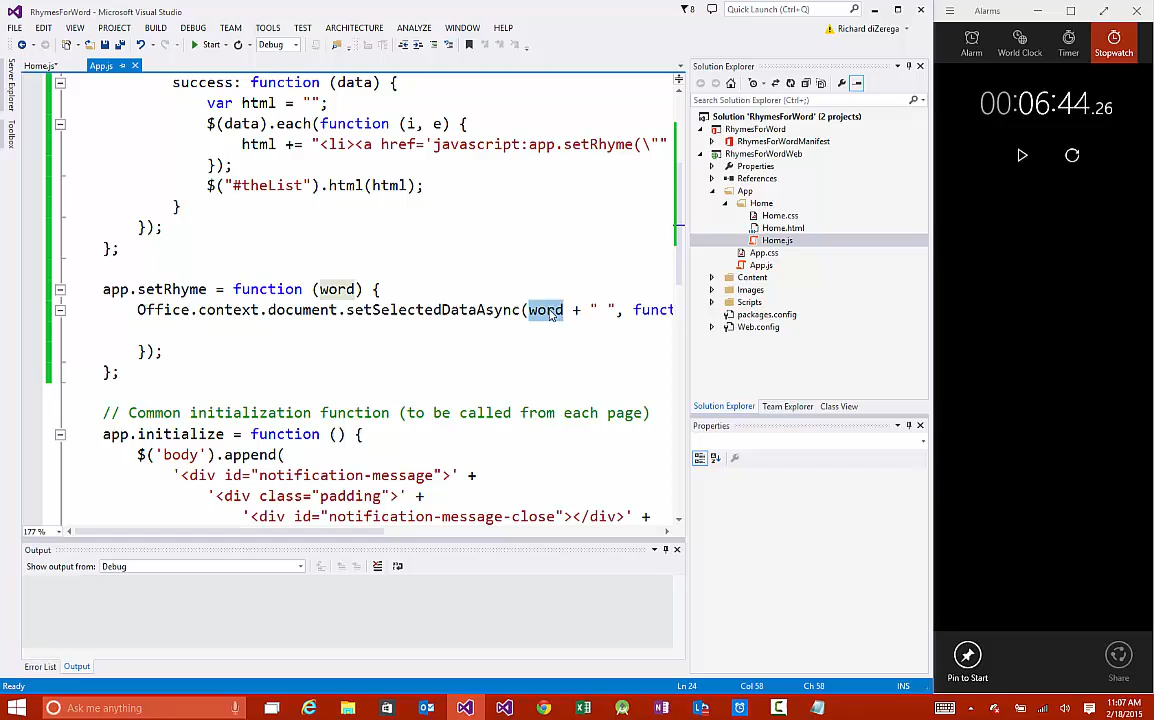 RhymesForWord - Microsoft Visual Studio
8
Quick Launch (Ctrl+Q)
FILE EDIT VIEW PROJECT BUILD DEBUG TEAM TOOLS TEST ARCHITECTURE ANALYZE WINDOW HELP
Richard diZerega
Start
Debug
Home.js*
App.js
Server Explorer
Toolbox
success: function (data) {
var html = "";
$(data).each(function (i, e) {
html += "<li><a href='javascript:app.setRhyme(\""
});
$("#theList").html(html);
}
});
};
app.setRhyme = function (word) {
Office.context.document.setSelectedDataAsync(word + " ", funct
});
};
// Common initialization function (to be called from each page)
app.initialize = function () {
$('body').append(
'<div id="notification-message">' +
'<div class="padding">' +
'<div id="notification-message-close"></div>' +
177 %
Output
Show output from:
Debug
Error List
Output
Ready
Ln 24
Col 58
Ch 58
INS
Solution Explorer
Search Solution Explorer (Ctrl+;)
Solution 'RhymesForWord' (2 projects)
RhymesForWord
RhymesForWordManifest
RhymesForWordWeb
Properties
References
App
Home
Home.css
Home.html
Home.js
App.css
App.js
Content
Images
Scripts
packages.config
Web.config
Solution Explorer
Team Explorer
Class View
Properties
Alarms
Alarm
World Clock
Timer
Stopwatch
00:06:44.26
Pin to Start
Share
Ask me anything
11:07 AM
2/18/2015